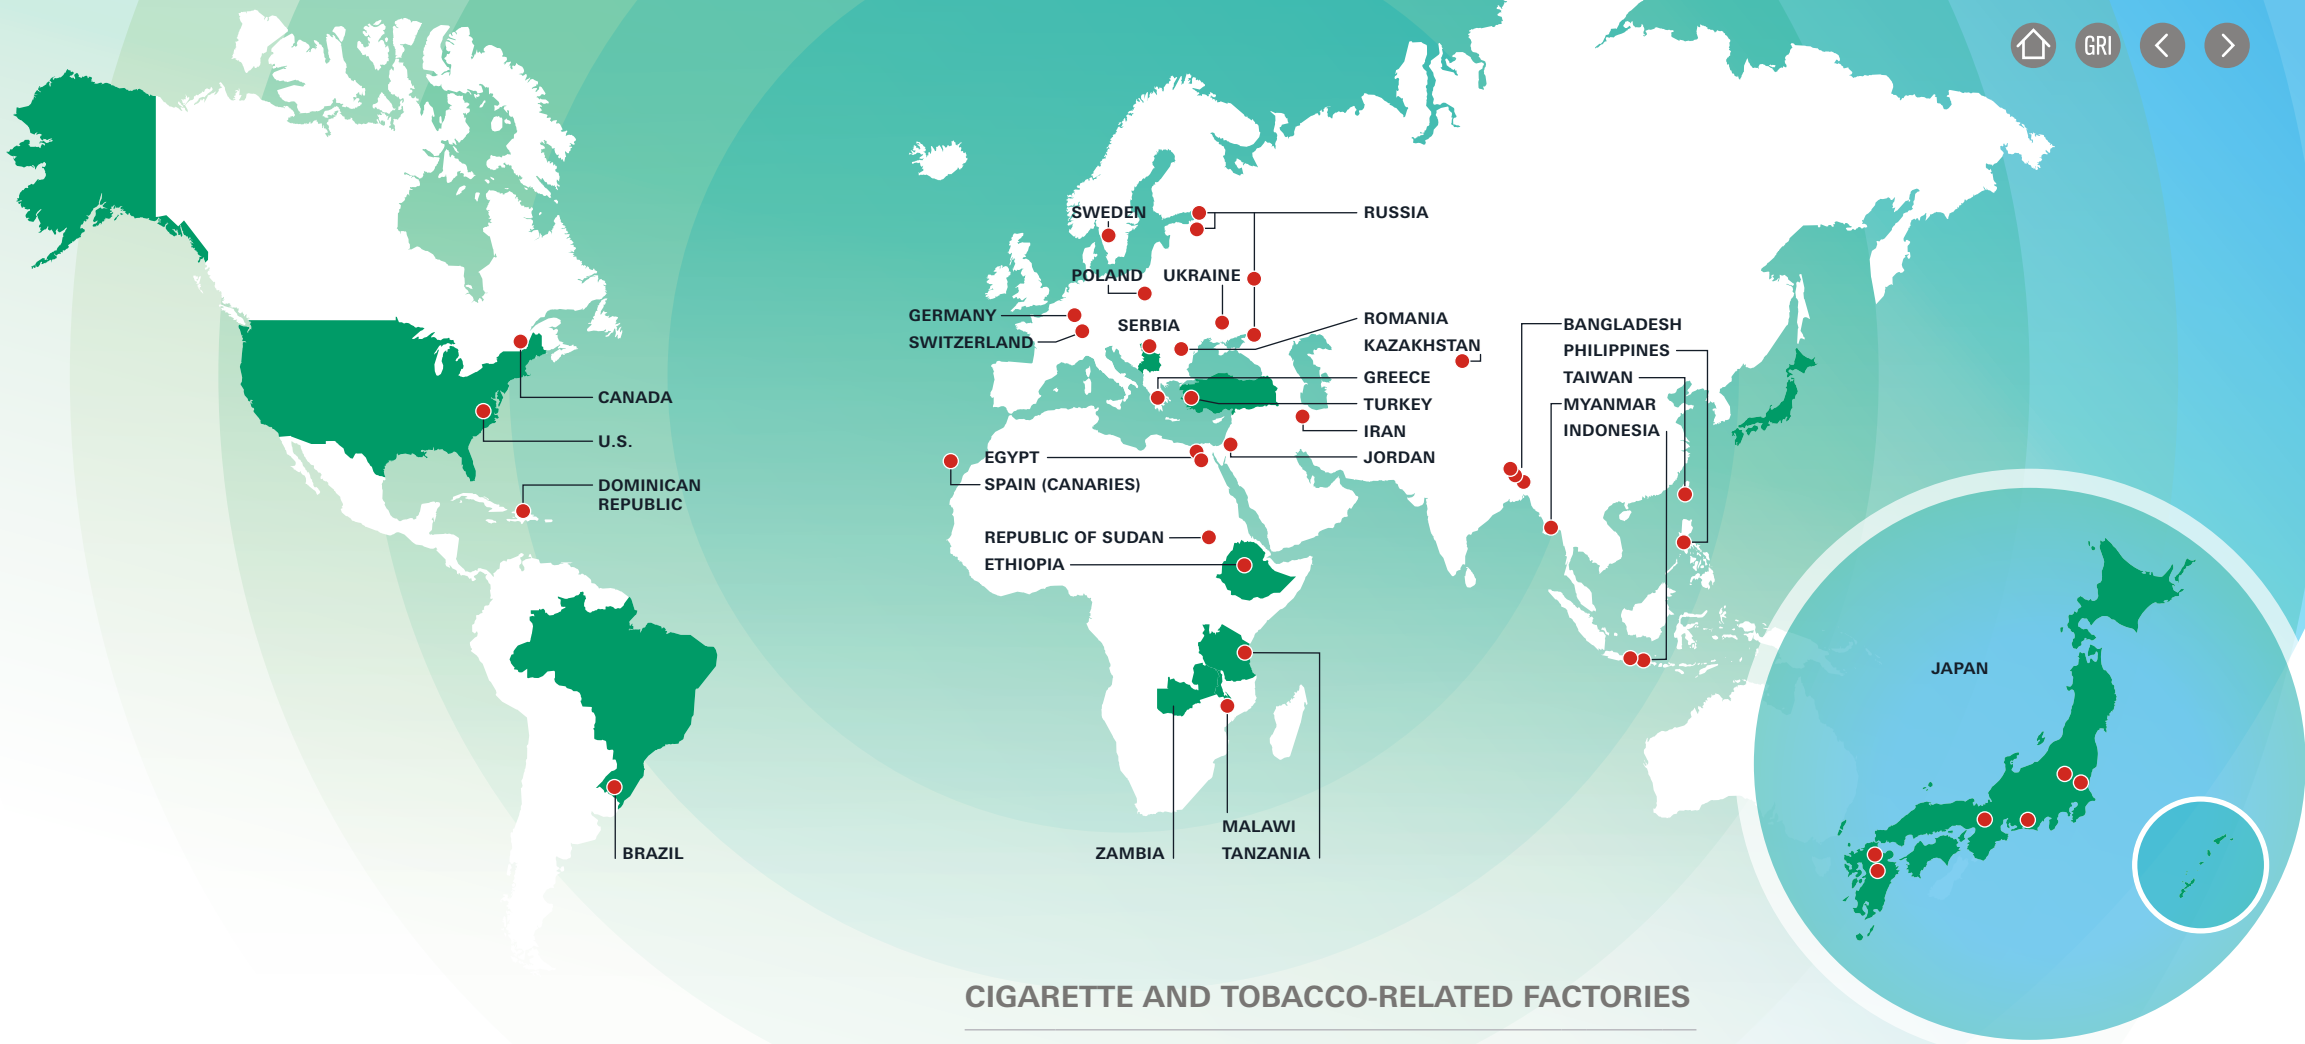 GRI
SWEDEN
RUSSIA
POLAND
UKRAINE
GERMANY
SWITZERLAND
SERBIA
ROMANIA
KAZAKHSTAN
GREECE
TURKEY
IRAN
JORDAN
BANGLADESH
PHILIPPINES
TAIWAN
MYANMAR
INDONESIA
CANADA
U.S.
DOMINICAN
REPUBLIC
EGYPT
SPAIN (CANARIES)
REPUBLIC OF SUDAN
ETHIOPIA
JAPAN
MALAWI
ZAMBIA
TANZANIA
BRAZIL
CIGARETTE AND TOBACCO-RELATED FACTORIES